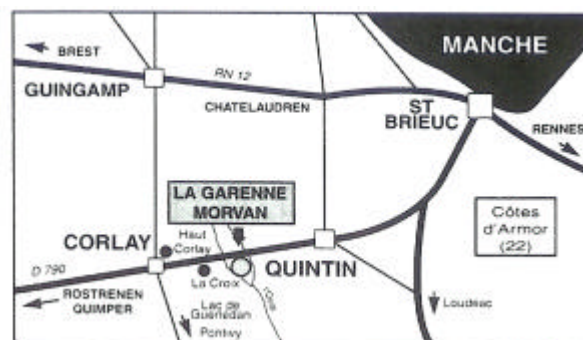 MANCHE
BREST
RN 12
GUINGAMP
CHATELAUDREN
ST
BRIEUC
RENNES
LA GARENNE
MORVAN
Côtes
d'Armor
(22)
Haut
Corlay
CORLAY
QUINTIN
D 790
La Croix
ROSTRENEN
QUIMPER
Lac de
Pontivy
Loudéac